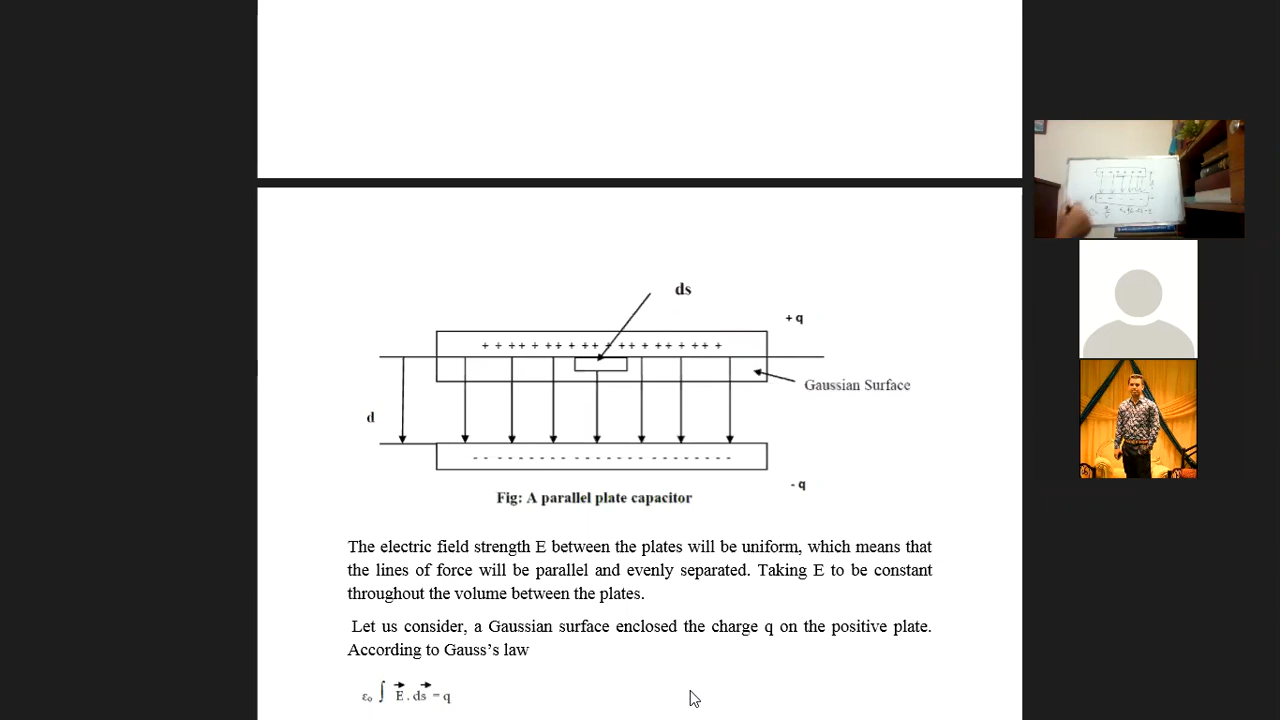 ds
+ q
+ + ++ + ++ + ++ + ++ + ++ + +++ +
Gaussian Surface
d
- - - - - - - - - - - - - - - - - - - - - - - - -
- q
Fig: A parallel plate capacitor
The electric field strength E between the plates will be uniform, which means that
the lines of force will be parallel and evenly separated. Taking E to be constant
throughout the volume between the plates.
Let us consider, a Gaussian surface enclosed the charge q on the positive plate.
According to Gauss's law
ε₀ ∫ E⃗ . ds⃗ = q